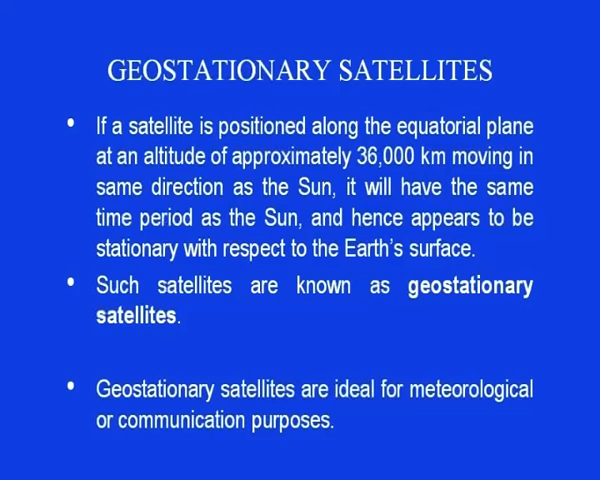 GEOSTATIONARY SATELLITES
• If a satellite is positioned along the equatorial plane
at an altitude of approximately 36,000 km moving in
same direction as the Sun, it will have the same
time period as the Sun, and hence appears to be
stationary with respect to the Earth's surface.
• Such satellites are known as geostationary
satellites.
• Geostationary satellites are ideal for meteorological
or communication purposes.